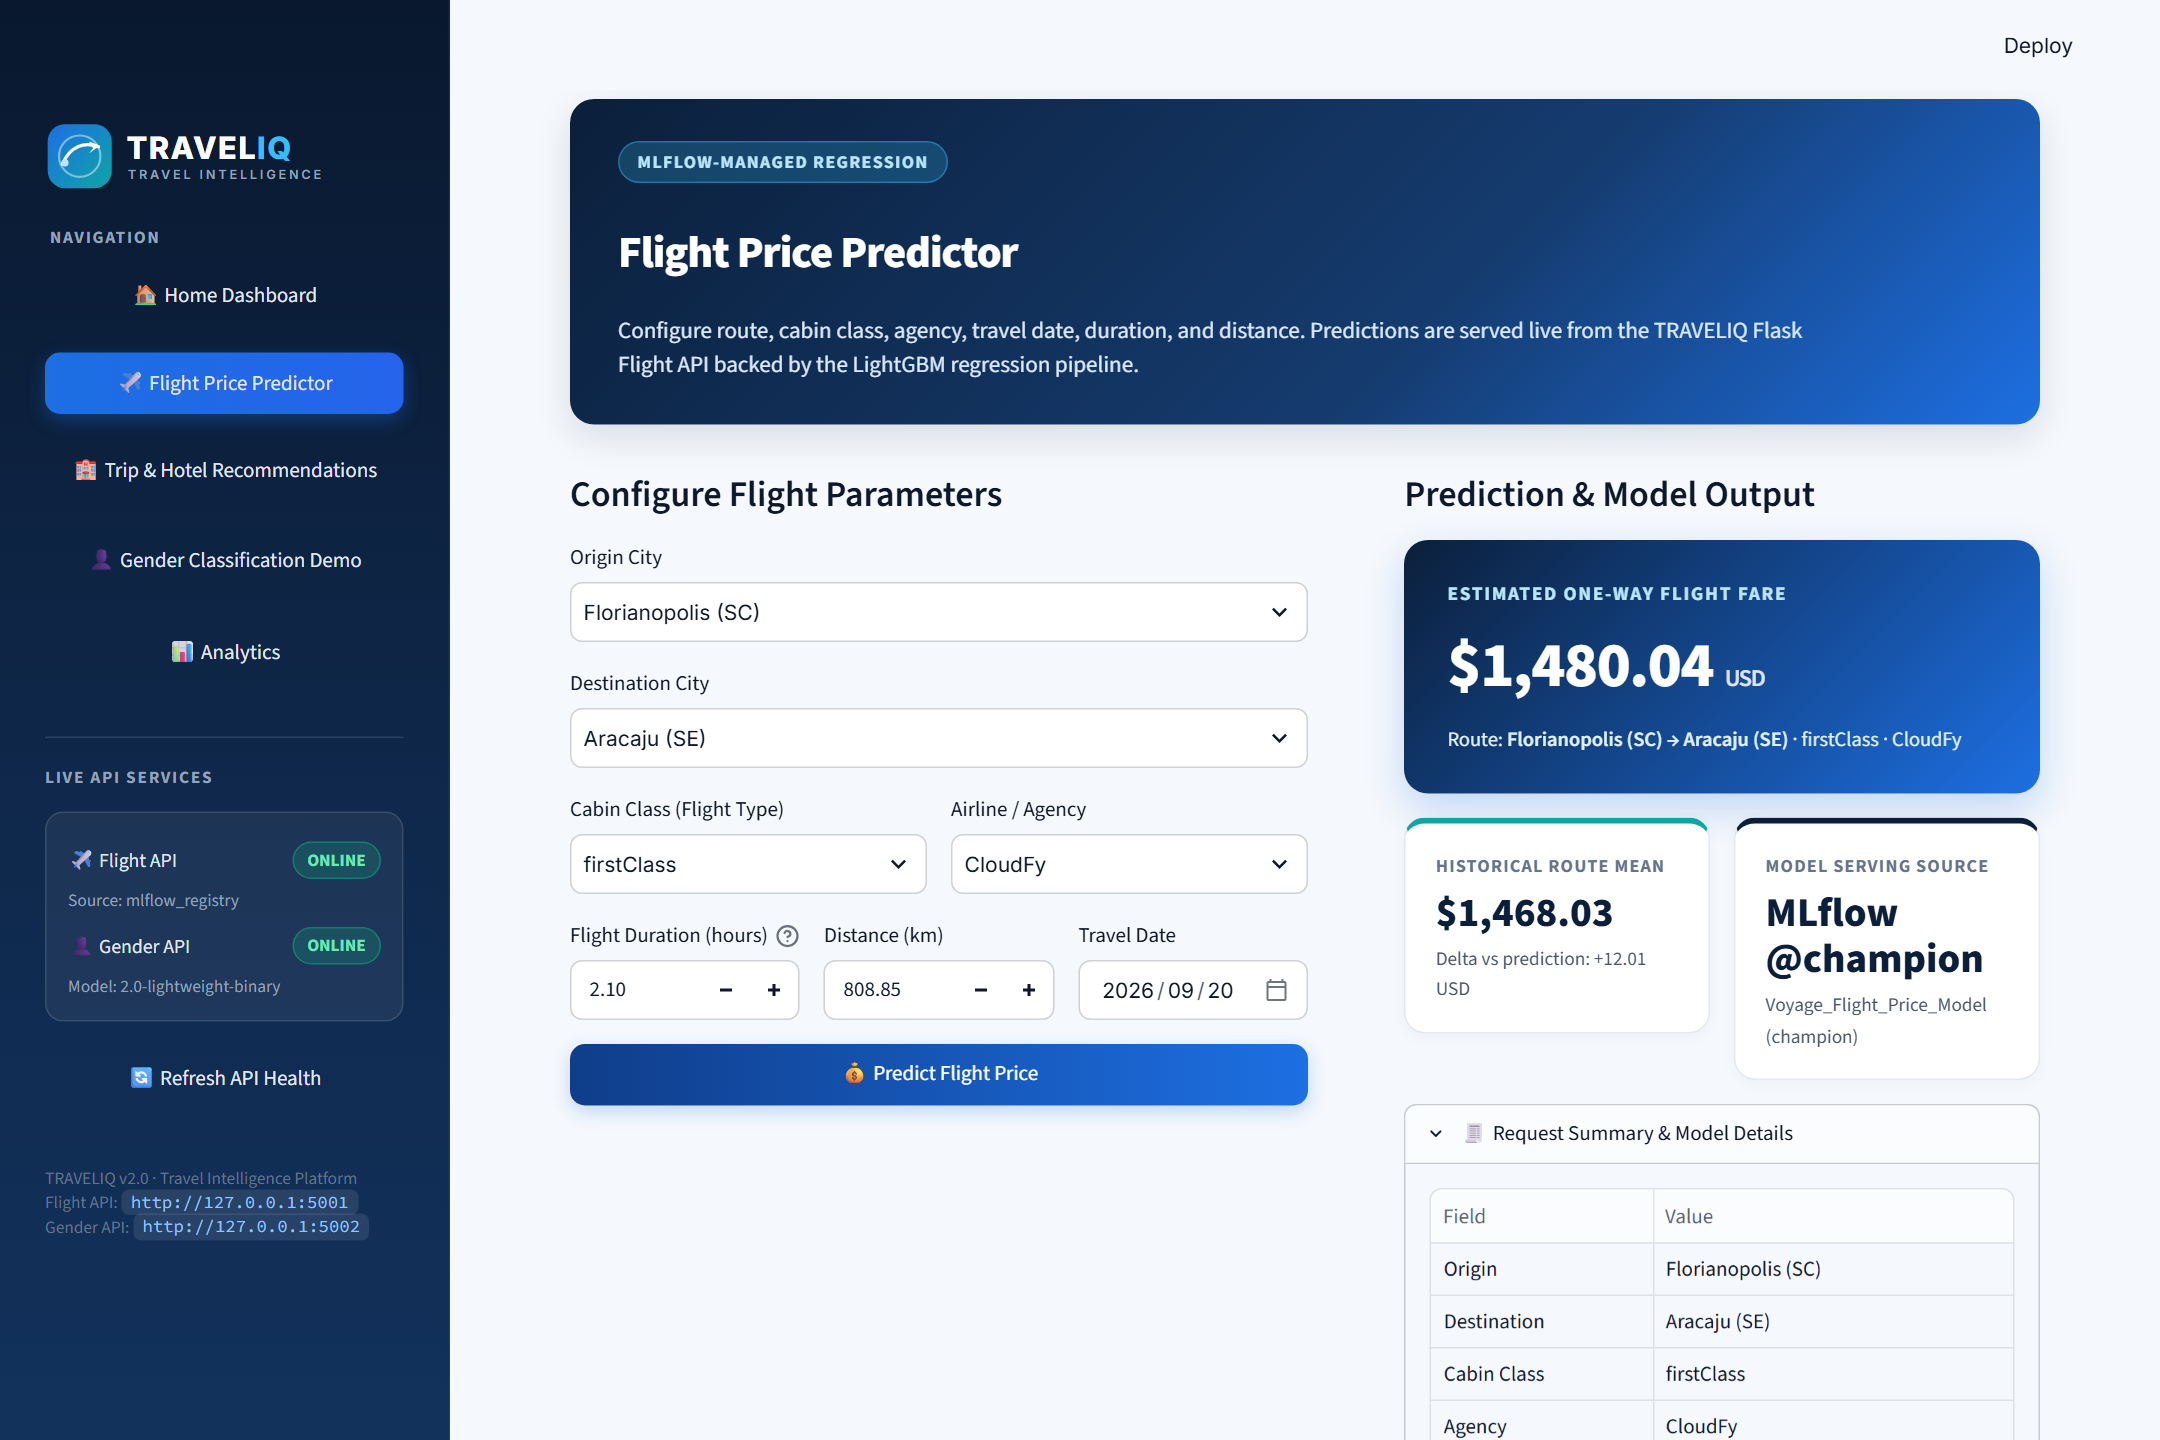 Deploy
TRAVELIQ
TRAVEL INTELLIGENCE
NAVIGATION
Home Dashboard
Flight Price Predictor
Trip & Hotel Recommendations
Gender Classification Demo
Analytics
LIVE API SERVICES
Flight API ONLINE
Source: mlflow_registry
Gender API ONLINE
Model: 2.0-lightweight-binary
Refresh API Health
TRAVELIQ v2.0 · Travel Intelligence Platform
Flight API: http://127.0.0.1:5001
Gender API: http://127.0.0.1:5002
MLFLOW-MANAGED REGRESSION
Flight Price Predictor
Configure route, cabin class, agency, travel date, duration, and distance. Predictions are served live from the TRAVELIQ Flask
Flight API backed by the LightGBM regression pipeline.
Configure Flight Parameters
Origin City
Florianopolis (SC)
Destination City
Aracaju (SE)
Cabin Class (Flight Type) Airline / Agency
firstClass CloudFy
Flight Duration (hours) Distance (km) Travel Date
2.10 808.85 2026/09/20
Predict Flight Price
Prediction & Model Output
ESTIMATED ONE-WAY FLIGHT FARE
$1,480.04 USD
Route: Florianopolis (SC) → Aracaju (SE) · firstClass · CloudFy
HISTORICAL ROUTE MEAN
$1,468.03
Delta vs prediction: +12.01
USD
MODEL SERVING SOURCE
MLflow
@champion
Voyage_Flight_Price_Model
(champion)
Request Summary & Model Details
Field Value
Origin Florianopolis (SC)
Destination Aracaju (SE)
Cabin Class firstClass
Agency CloudFy